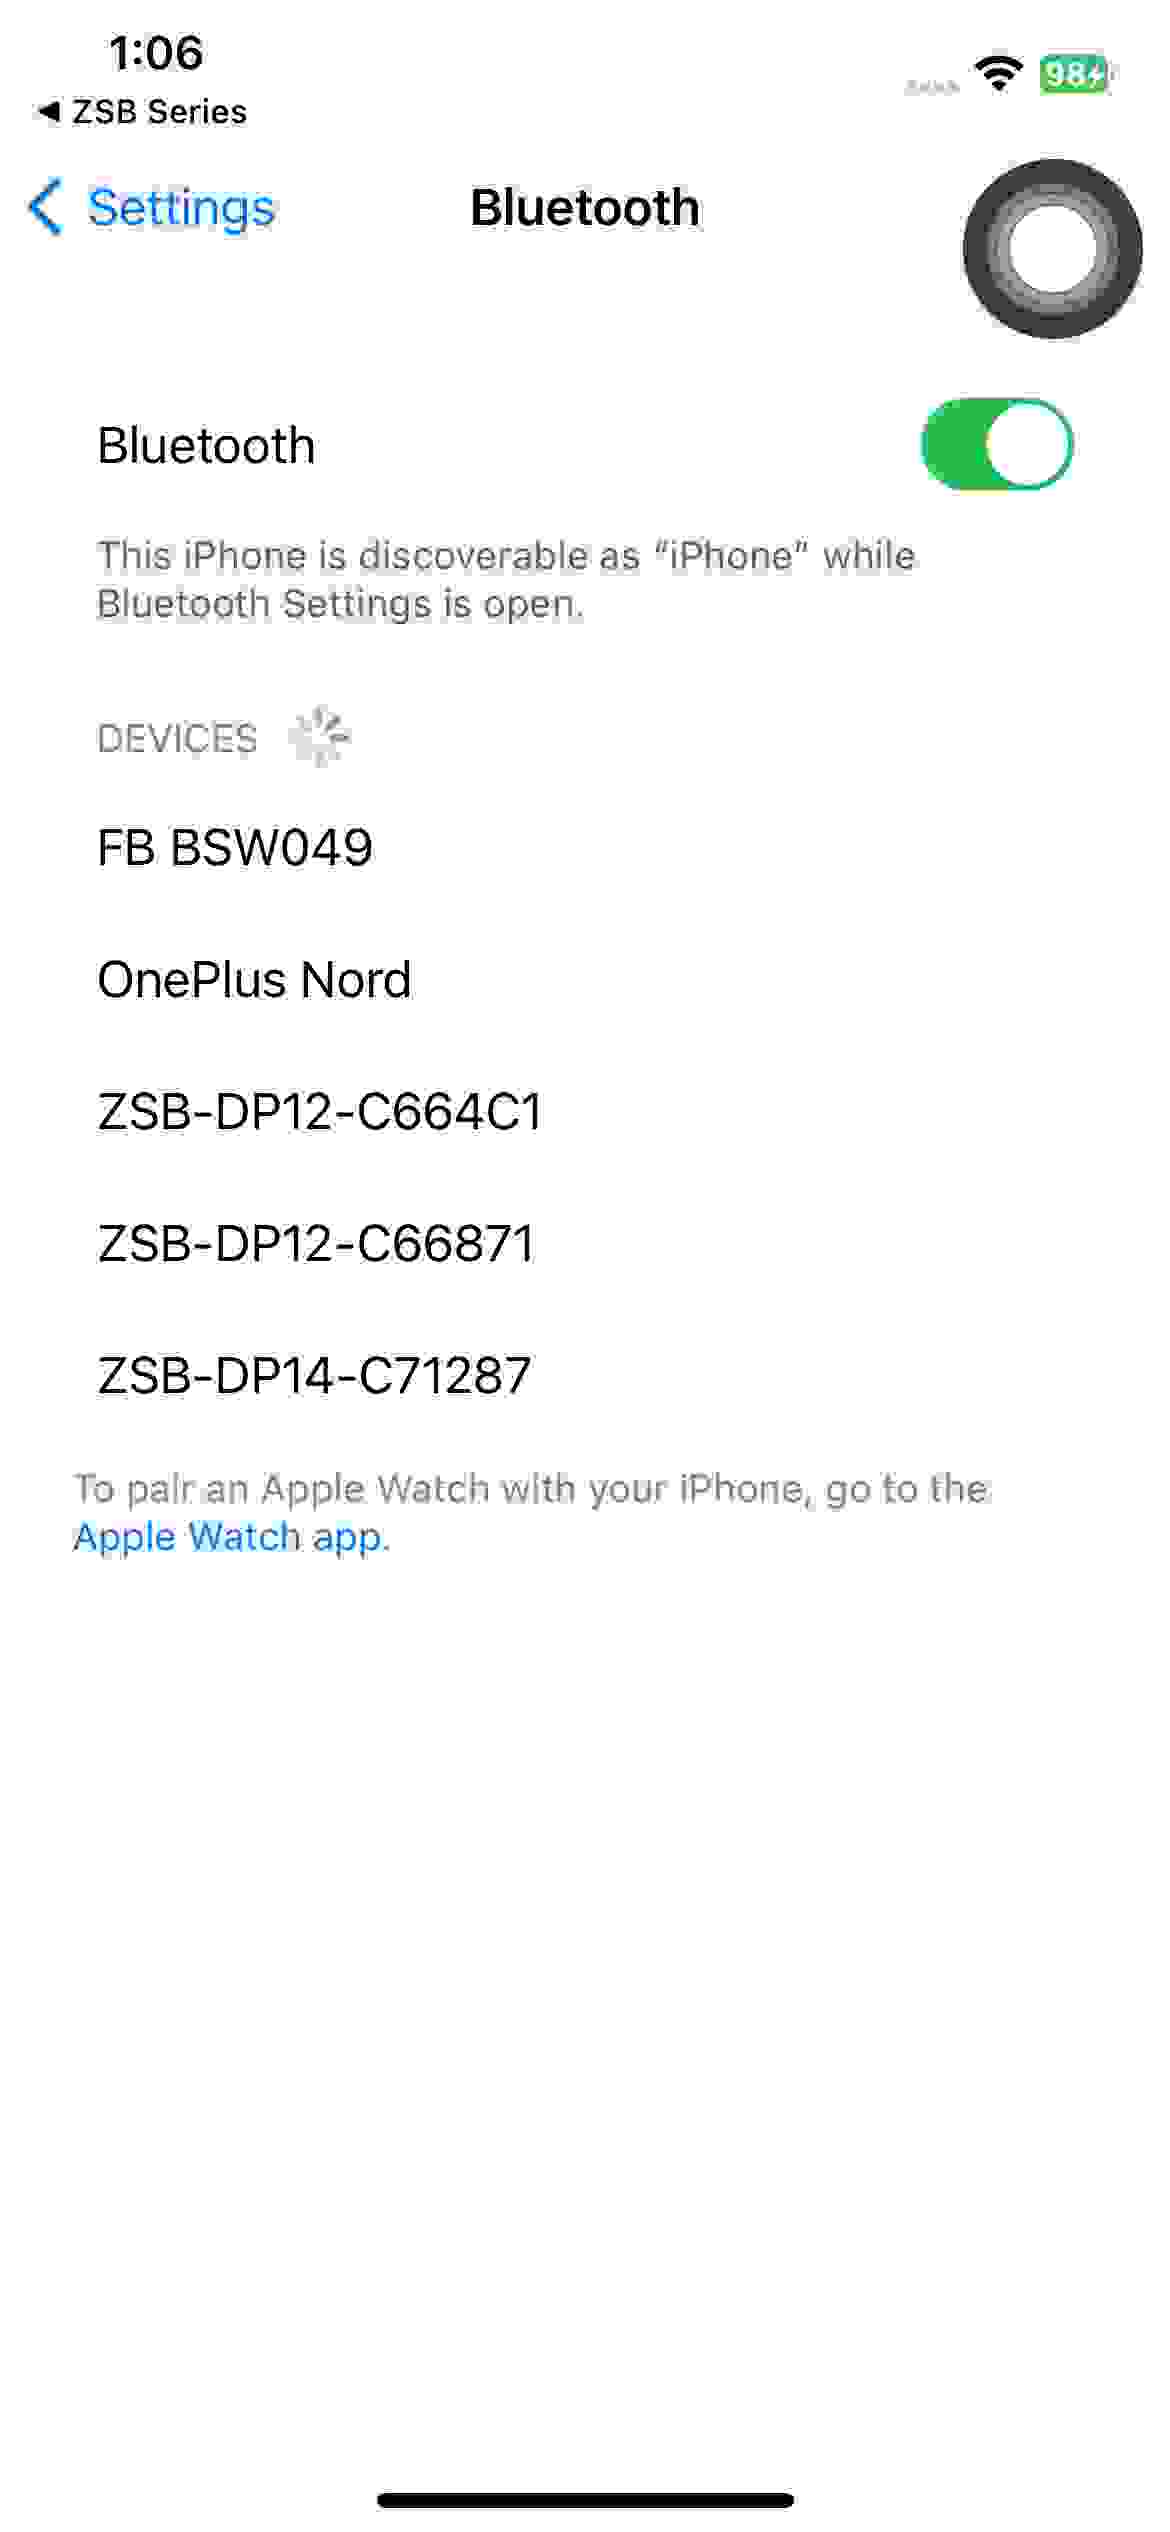 1:06
98
◀ ZSB Series
Settings
Bluetooth
Bluetooth
This iPhone is discoverable as “iPhone” while
Bluetooth Settings is open.
DEVICES
FB BSW049
OnePlus Nord
ZSB-DP12-C664C1
ZSB-DP12-C66871
ZSB-DP14-C71287
To pair an Apple Watch with your iPhone, go to the
Apple Watch app.